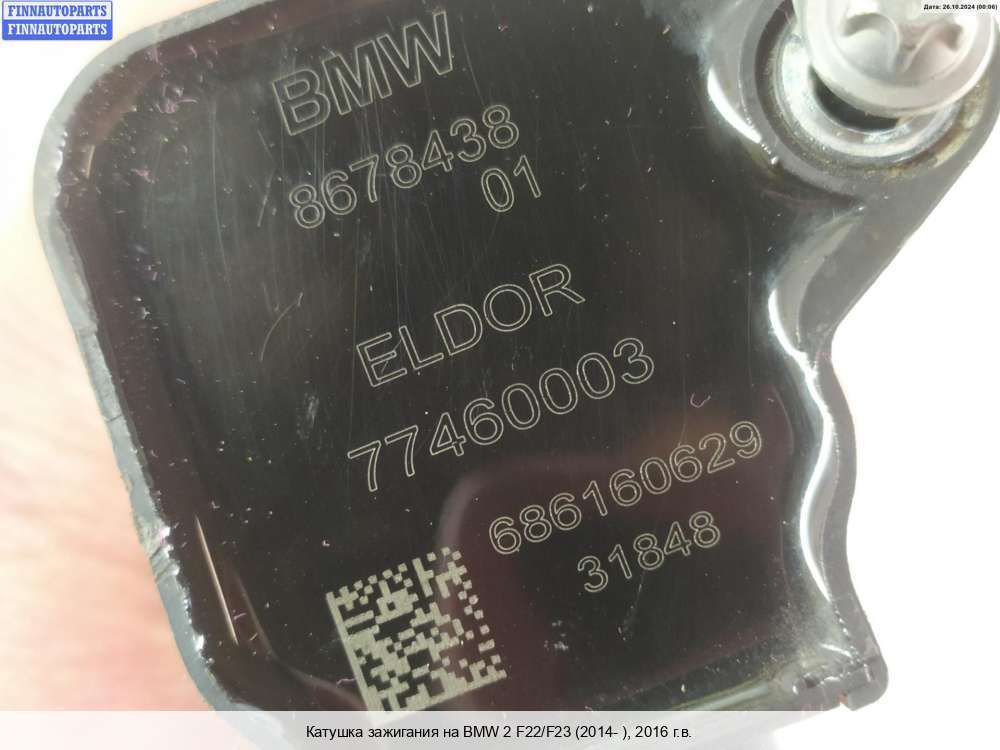 FINNAUTOPARTS
FINNAUTOPARTS
Дата: 26.10.2024 (00:06)
BMW
8678438
01
ELDOR
77460003
686160629
31848
Катушка зажигания на BMW 2 F22/F23 (2014- ), 2016 г.в.